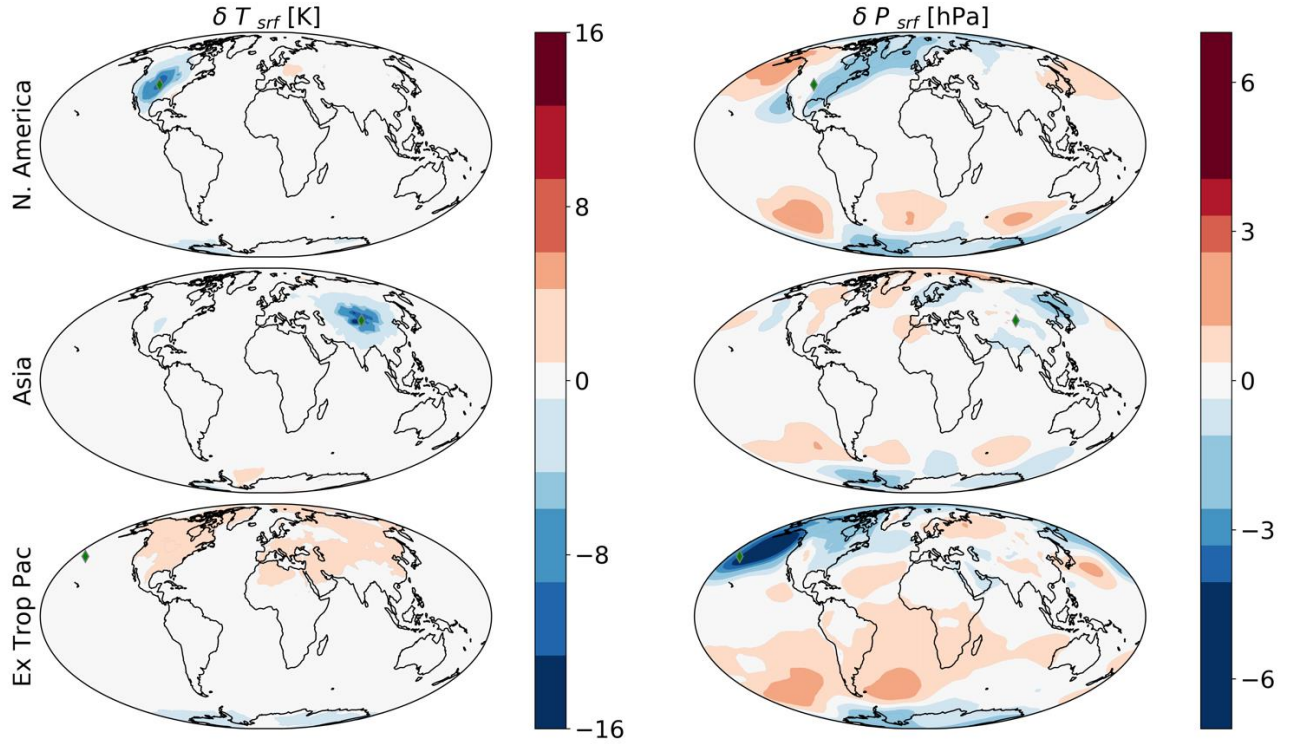 δ T srf [K]
δ P srf [hPa]
N. America
Asia
Ex Trop Pac
16
8
0
−8
−16
6
3
0
−3
−6